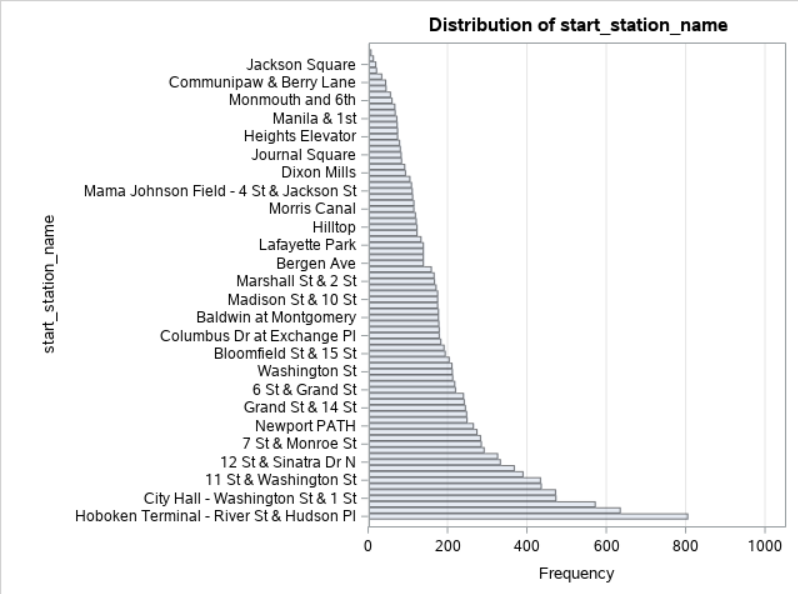 Distribution of start_station_name
start_station_name
Jackson Square
Communipaw & Berry Lane
Monmouth and 6th
Manila & 1st
Heights Elevator
Journal Square
Dixon Mills
Mama Johnson Field - 4 St & Jackson St
Morris Canal
Hilltop
Lafayette Park
Bergen Ave
Marshall St & 2 St
Madison St & 10 St
Baldwin at Montgomery
Columbus Dr at Exchange Pl
Bloomfield St & 15 St
Washington St
6 St & Grand St
Grand St & 14 St
Newport PATH
7 St & Monroe St
12 St & Sinatra Dr N
11 St & Washington St
City Hall - Washington St & 1 St
Hoboken Terminal - River St & Hudson Pl
0 200 400 600 800 1000
Frequency